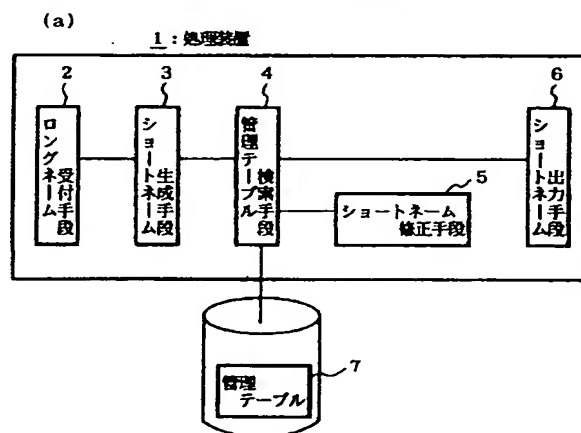 (a)
1:処理装置
2
3
4
6
ロングネーム
受付手段
ショートネーム
生成手段
管理テーブル
検索手段
ショートネーム
出力手段
5
ショートネーム
修正手段
7
管理
テーブル